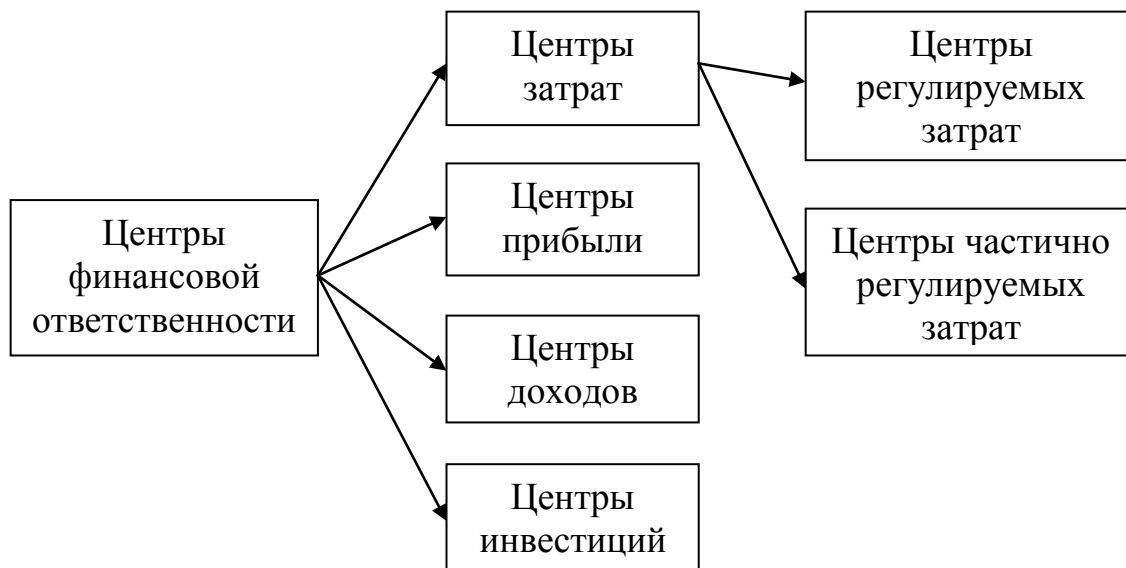 Центры
финансовой
ответственности
Центры
затрат
Центры
прибыли
Центры
доходов
Центры
инвестиций
Центры
регулируемых
затрат
Центры частично
регулируемых
затрат